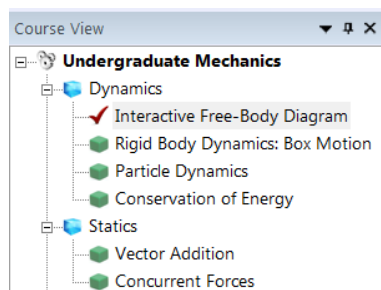 Course View
Undergraduate Mechanics
Dynamics
Interactive Free-Body Diagram
Rigid Body Dynamics: Box Motion
Particle Dynamics
Conservation of Energy
Statics
Vector Addition
Concurrent Forces